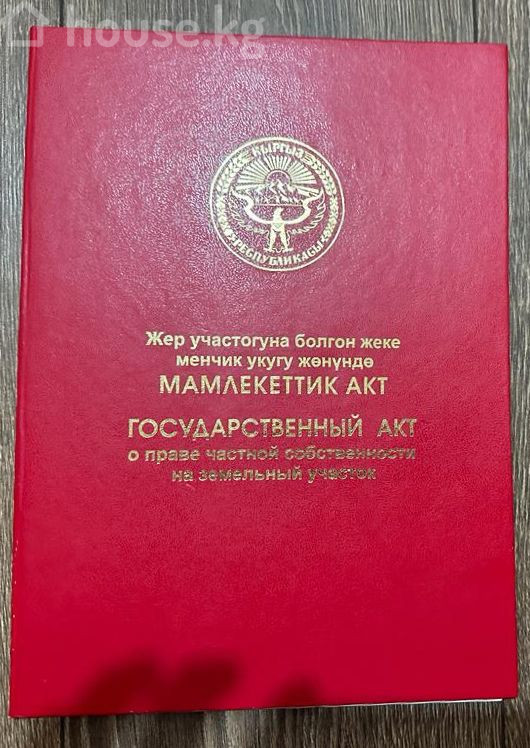 house.kg
КЫРГЫЗ
РЕСПУБЛИКАСЫ
Жер участогуна болгон жеке
менчик укугу жөнүндө
МАМЛЕКЕТТИК АКТ
ГОСУДАРСТВЕННЫЙ АКТ
о праве частной собственности
на земельный участок